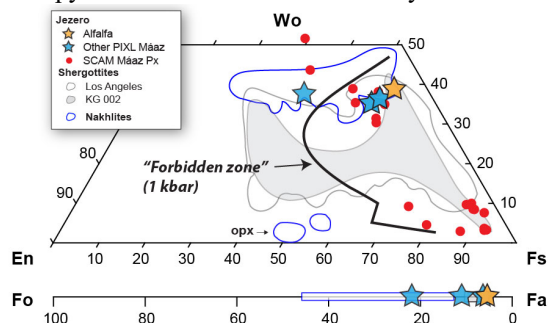 Wo
Jezero
Alfalfa
Other PIXL Máaz
SCAM Máaz Px
Shergottites
Los Angeles
KG 002
Nakhlites
50
40
30
20
10
80
90
"Forbidden zone"
(1 kbar)
opx
En 10 20 30 40 50 60 70 80 90 Fs
Fo Fa
100 80 60 40 20 0